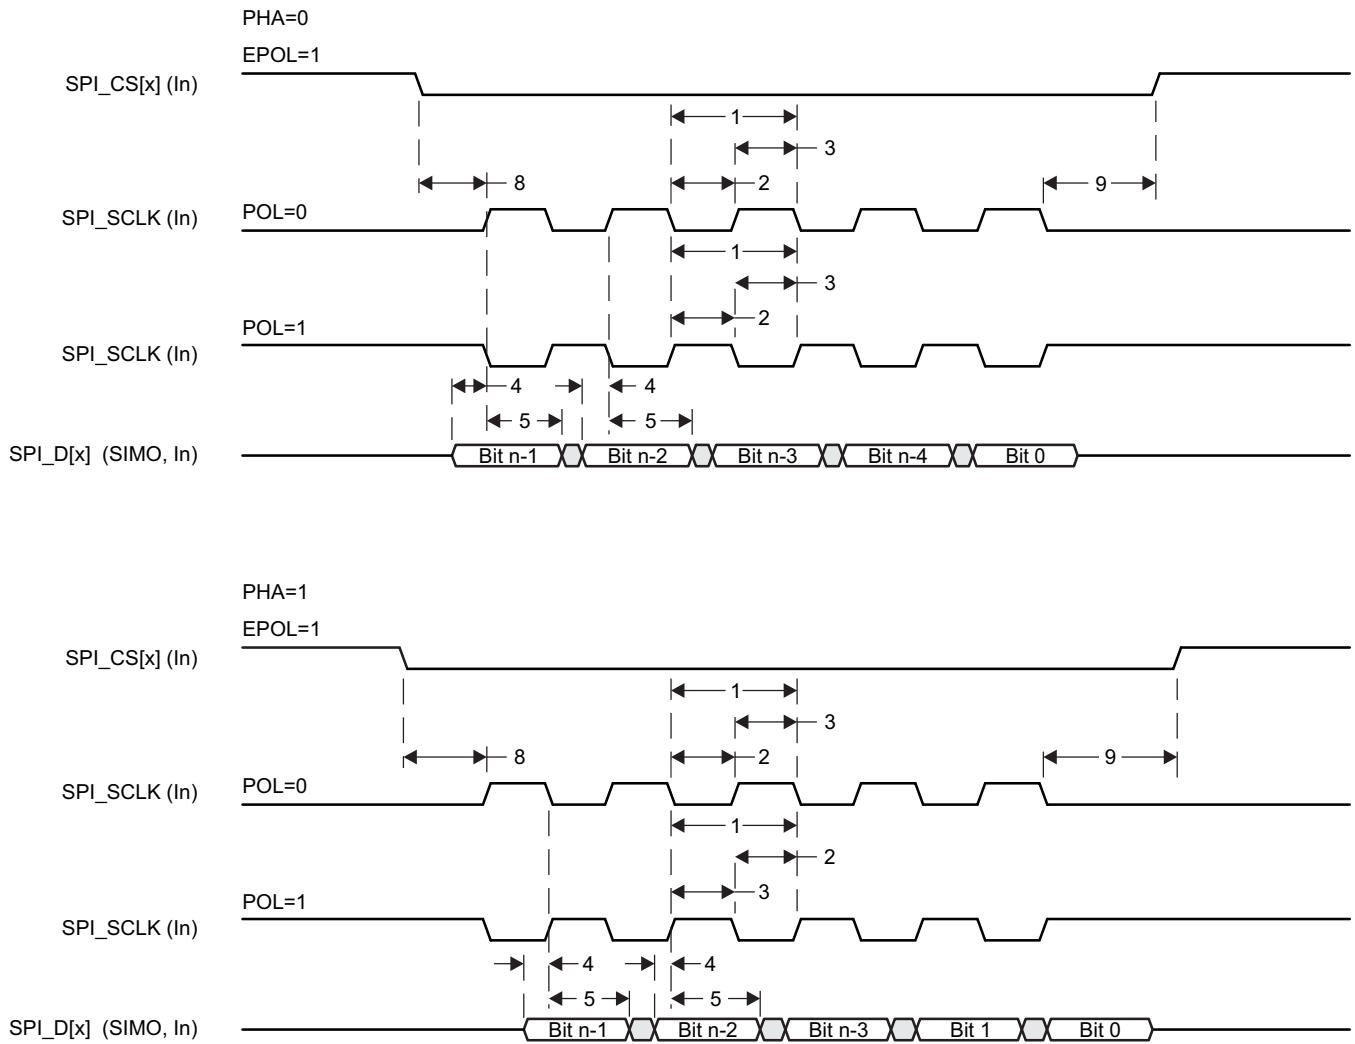 PHA=0
EPOL=1
SPI_CS[x] (In)
1
3
8
2
9
SPI_SCLK (In)
POL=0
1
3
2
POL=1
SPI_SCLK (In)
4
4
5
5
SPI_D[x] (SIMO, In)
Bit n-1
Bit n-2
Bit n-3
Bit n-4
Bit 0
PHA=1
EPOL=1
SPI_CS[x] (In)
1
3
8
2
9
SPI_SCLK (In)
POL=0
1
2
3
POL=1
SPI_SCLK (In)
4
4
5
5
SPI_D[x] (SIMO, In)
Bit n-1
Bit n-2
Bit n-3
Bit 1
Bit 0